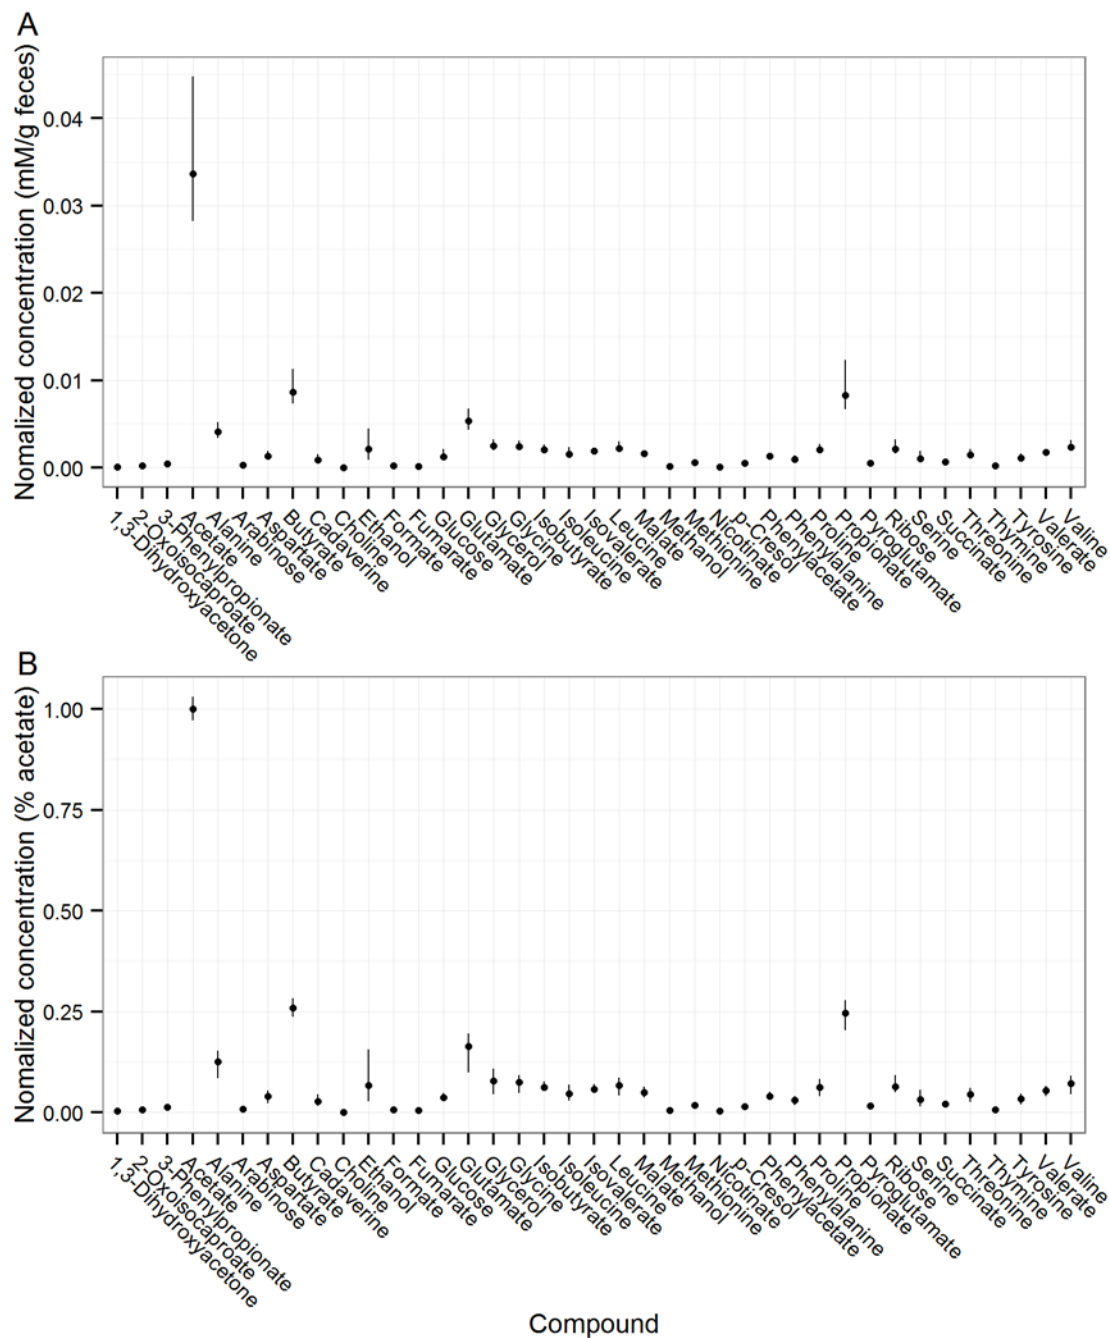 A
Nomalized concentration (mM/g feces)
0.04
0.03
0.02
0.01
0.00
1,3-Dihydroxyacetone
2-Oxoisocaproate
3-Phenylpropionate
Acetate
Alanine
Arabinose
Aspartate
Butyrate
Cadaverine
Choline
Ethanol
Formate
Fumarate
Glucose
Glutamate
Glycerol
Glycine
Isobutyrate
Isoleucine
Isovalerate
Leucine
Malate
Methanol
Methionine
Nicotinate
p-Cresol
Phenylacetate
Phenylalanine
Proline
Propionate
Pyroglutamate
Ribose
Serine
Succinate
Threonine
Thymine
Tyrosine
Valerate
Valine
B
Nomalized concentration (% acetate)
1.00
0.75
0.50
0.25
0.00
1,3-Dihydroxyacetone
2-Oxoisocaproate
3-Phenylpropionate
Acetate
Alanine
Arabinose
Aspartate
Butyrate
Cadaverine
Choline
Ethanol
Formate
Fumarate
Glucose
Glutamate
Glycerol
Glycine
Isobutyrate
Isoleucine
Isovalerate
Leucine
Malate
Methanol
Methionine
Nicotinate
p-Cresol
Phenylacetate
Phenylalanine
Proline
Propionate
Pyroglutamate
Ribose
Serine
Succinate
Threonine
Thymine
Tyrosine
Valerate
Valine
Compound